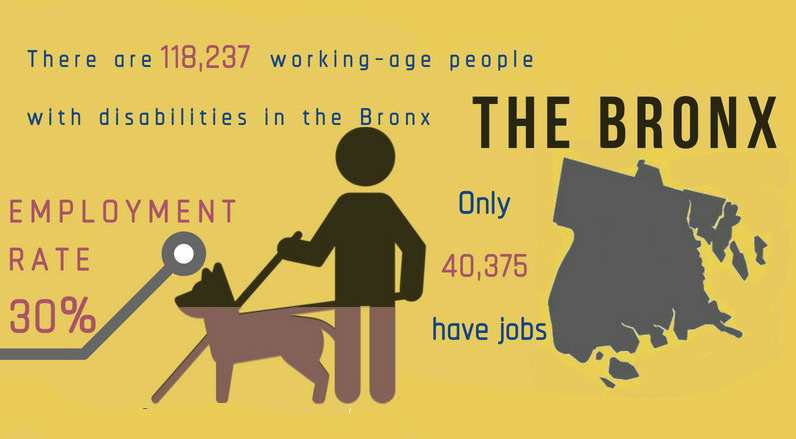 There are 118,237 working-age people
with disabilities in the Bronx
THE BRONX
EMPLOYMENT
RATE
30%
Only
40,375
have jobs